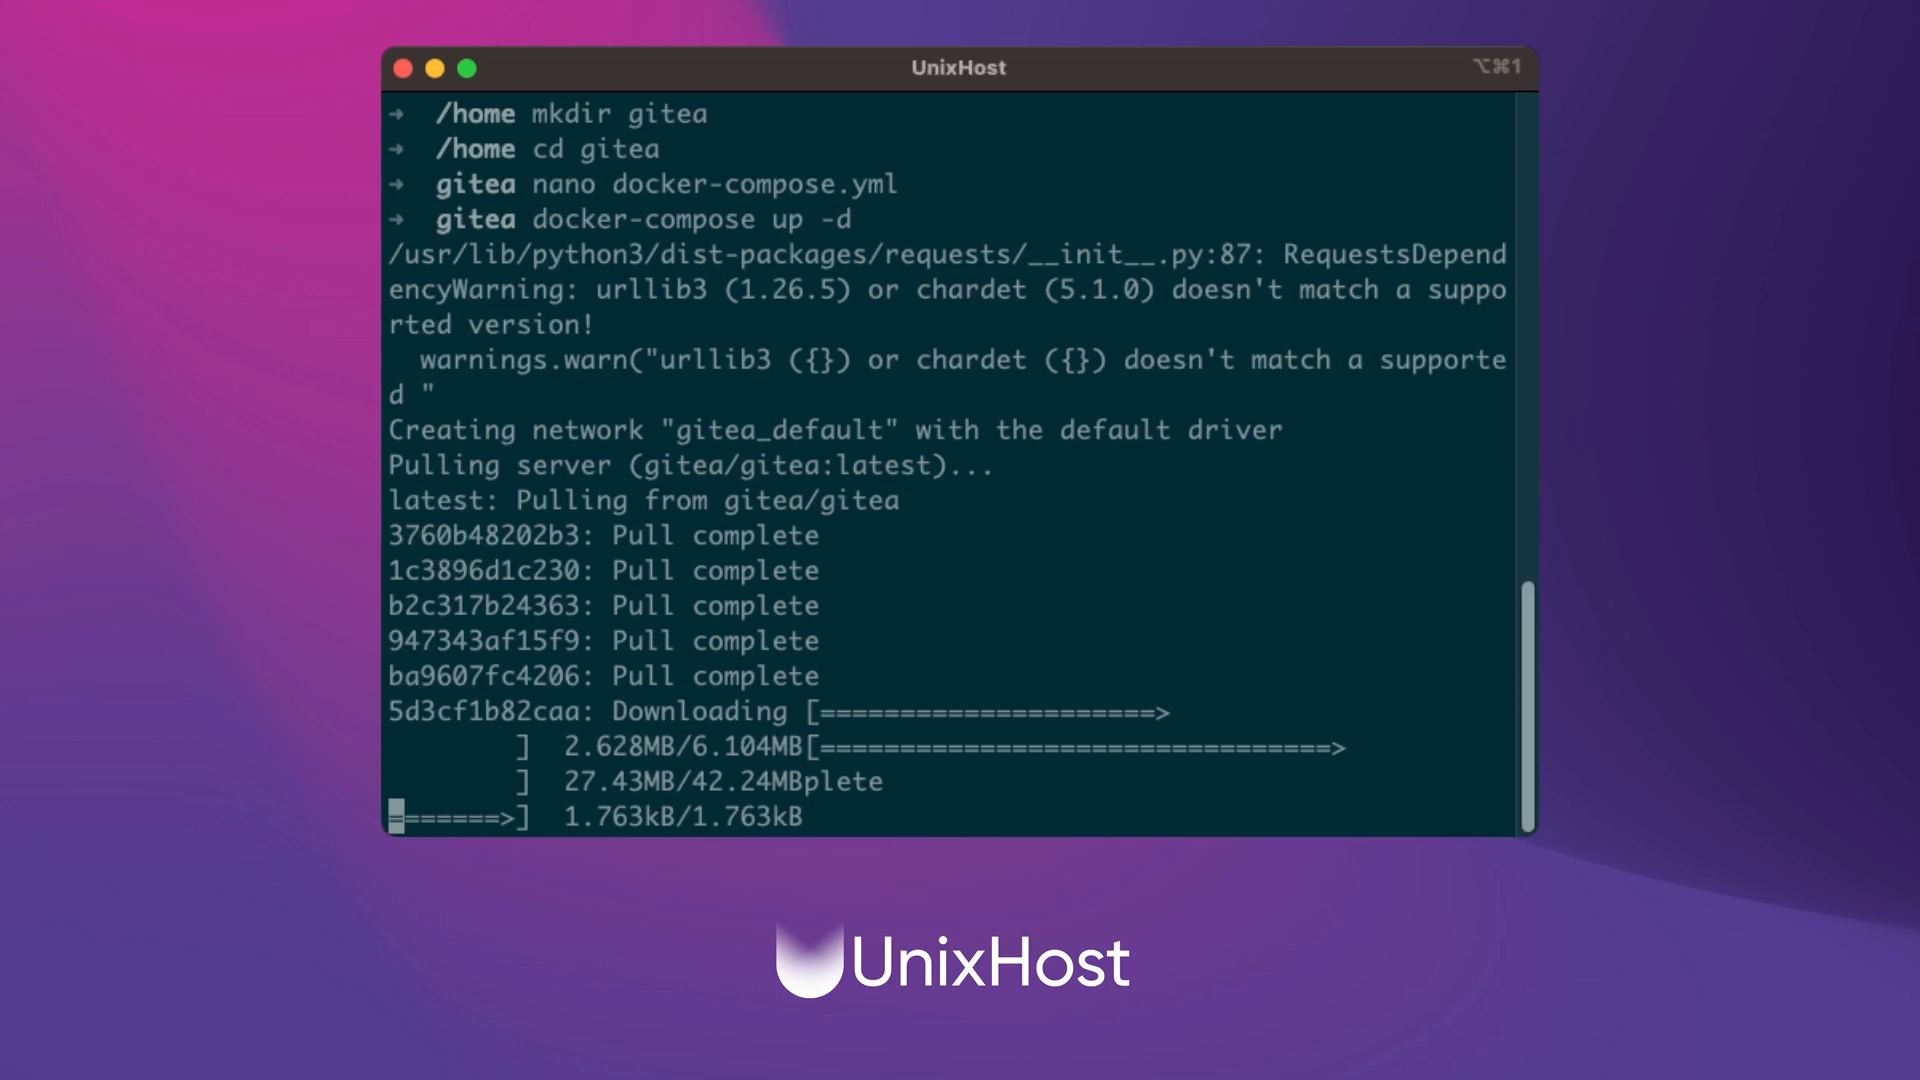 UnixHost
⌥⌘1
➜ /home mkdir gitea
➜ /home cd gitea
➜ gitea nano docker-compose.yml
➜ gitea docker-compose up -d
/usr/lib/python3/dist-packages/requests/__init__.py:87: RequestsDepend
encyWarning: urllib3 (1.26.5) or chardet (5.1.0) doesn't match a suppo
rted version!
  warnings.warn("urllib3 ({}) or chardet ({}) doesn't match a supporte
d "
Creating network "gitea_default" with the default driver
Pulling server (gitea/gitea:latest)...
latest: Pulling from gitea/gitea
3760b48202b3: Pull complete
1c3896d1c230: Pull complete
b2c317b24363: Pull complete
947343af15f9: Pull complete
ba9607fc4206: Pull complete
5d3cf1b82caa: Downloading [=====================>
        ]  2.628MB/6.104MB[================================>
        ]  27.43MB/42.24MBplete
=======>]  1.763kB/1.763kB
UnixHost